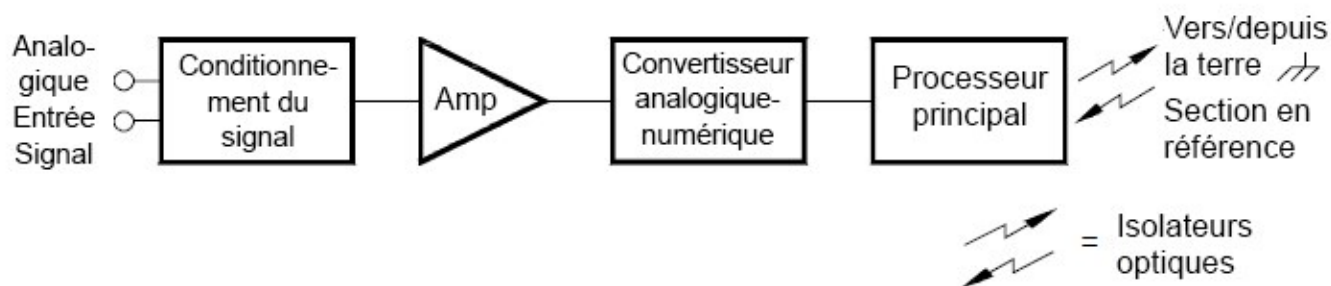 Analo-
gique
Entrée
Signal
Conditionne-
ment du
signal
Amp
Convertisseur
analogique-
numérique
Processeur
principal
Vers/depuis
la terre
Section en
référence
= Isolateurs
optiques